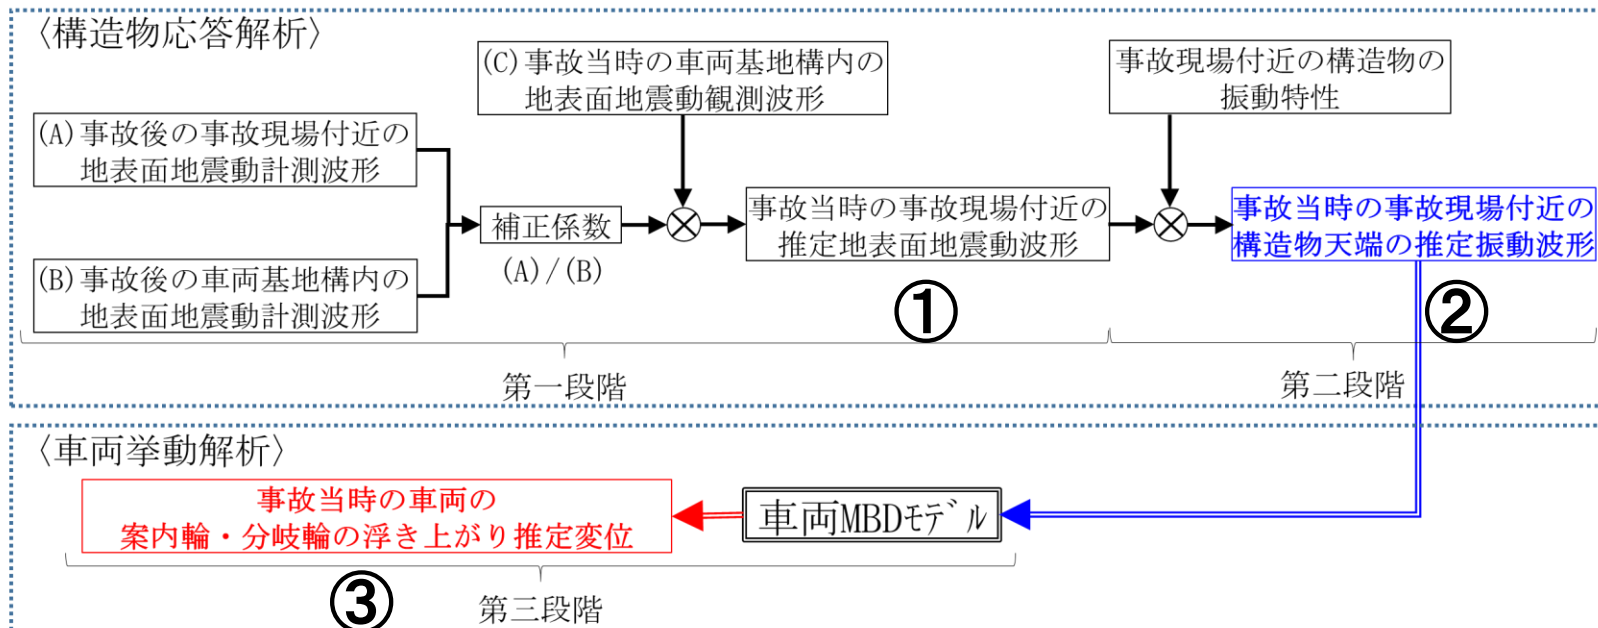 〈構造物応答解析〉
(C)事故当時の車両基地構内の
地表面地震動観測波形
事故現場付近の構造物の
振動特性
(A)事故後の事故現場付近の
地表面地震動計測波形
補正係数
(A)/(B)
事故当時の事故現場付近の
推定地表面地震動波形
事故当時の事故現場付近の
構造物天端の推定振動波形
(B)事故後の車両基地構内の
地表面地震動計測波形
①
②
第一段階
第二段階
〈車両挙動解析〉
事故当時の車両の
案内輪・分岐輪の浮き上がり推定変位
車両MBDモデル
③
第三段階